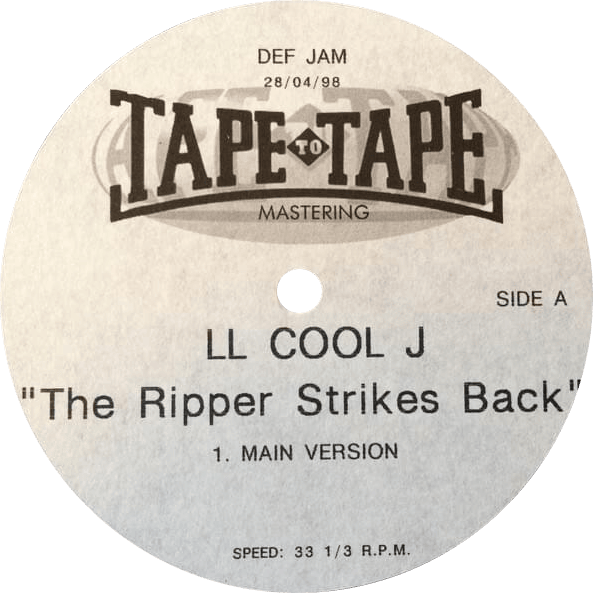 DEF JAM
28/04/98
TAPE TO TAPE
MASTERING
SIDE A
LL COOL J
"The Ripper Strikes Back"
1. MAIN VERSION
SPEED: 33 1/3 R.P.M.